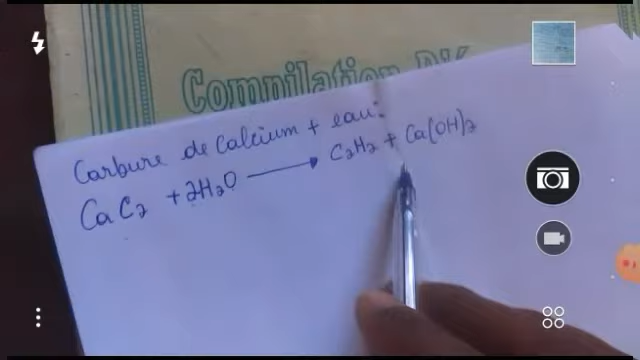 Compilation
Carbure de Calcium + eau:
CaC2 + 2H2O ⟶ C2H2 + Ca(OH)2